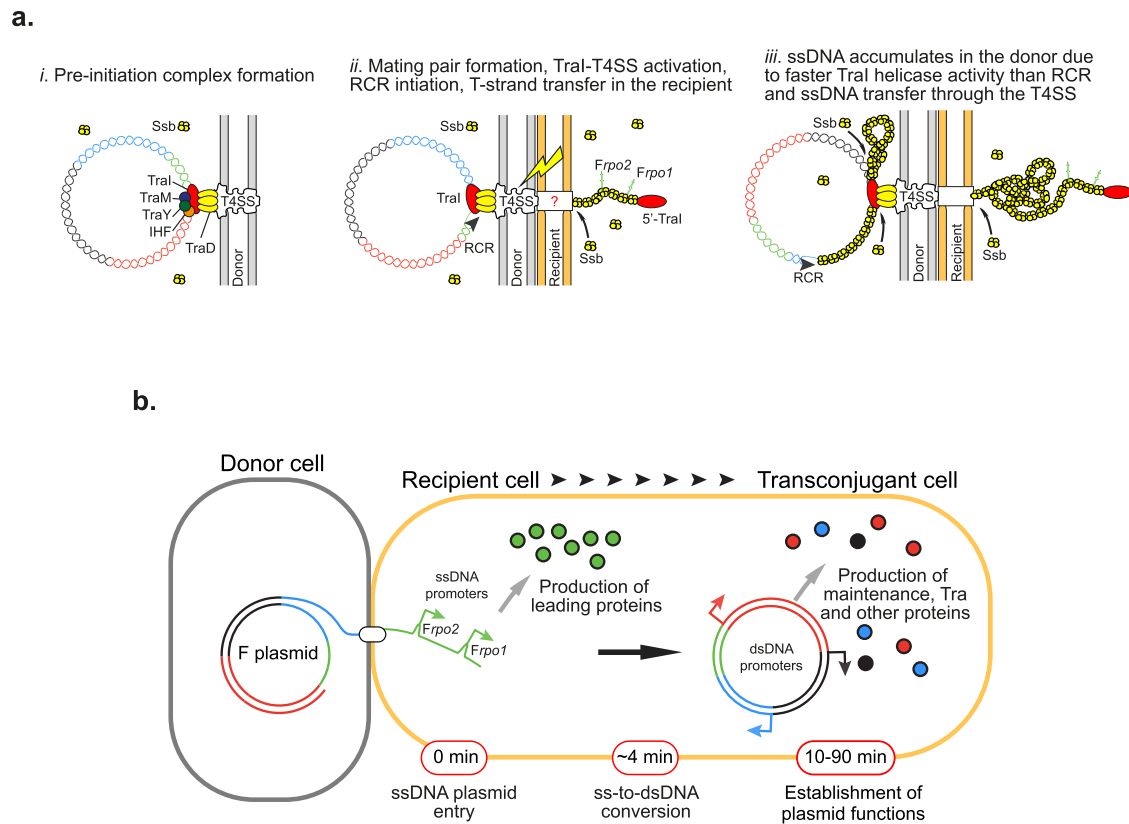 a.
i. Pre-initiation complex formation
Ssb
TraI
TraM
TraY
IHF
TraD
T4SS
Donor
ii. Mating pair formation, TraI-T4SS activation,
RCR intiation, T-strand transfer in the recipient
Ssb
TraI
T4SS
?
Frpo2
Frpo1
5'-TraI
RCR
Ssb
Donor
Recipient
iii. ssDNA accumulates in the donor due
to faster TraI helicase activity than RCR
and ssDNA transfer through the T4SS
Ssb
T4SS
RCR
Ssb
Donor
Recipient
b.
Donor cell
Recipient cell
Transconjugant cell
F plasmid
ssDNA
promoters
Frpo2
Frpo1
Production of
leading proteins
Production of
maintenance, Tra
and other proteins
dsDNA
promoters
0 min
~4 min
10-90 min
ssDNA plasmid
entry
ss-to-dsDNA
conversion
Establishment of
plasmid functions